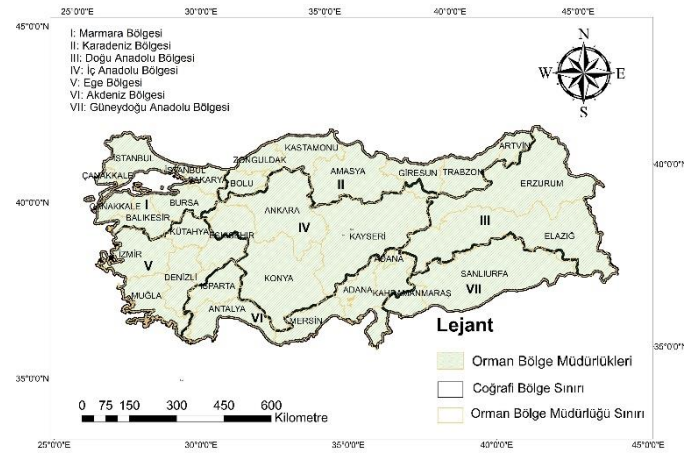 25°0'0"E 30°0'0"E 35°0'0"E 40°0'0"E 45°0'0"E
45°0'0"N
I: Marmara Bölgesi
II: Karadeniz Bölgesi
III: Doğu Anadolu Bölgesi
IV: İç Anadolu Bölgesi
V: Ege Bölgesi
VI: Akdeniz Bölgesi
VII: Güneydoğu Anadolu Bölgesi
45°0'0"N
N
W E
S
KASTAMONU
ARTVİN
İSTANBUL
ZONGULDAK
40°0'0"N
İSTANBUL
AMASYA
GİRESUN
TRABZON
ÇANAKKALE
SAKARYA
BOLU
II
ERZURUM
40°0'0"N
ÇANAKKALE
I
BURSA
ANKARA
BALIKESİR
III
KÜTAHYA
ESKİŞEHİR
IV
KAYSERİ
ELAZIĞ
İZMİR
V
ADANA
DENİZLİ
KONYA
ŞANLIURFA
ISPARTA
ADANA
KAHRAMANMARAŞ
VII
MUĞLA
ANTALYA
VI
MERSİN
Lejant
35°0'0"N
Orman Bölge Müdürlükleri
35°0'0"N
Coğrafi Bölge Sınırı
0 75 150 300 450 600
Kilometre
Orman Bölge Müdürlüğü Sınırı
25°0'0"E 30°0'0"E 35°0'0"E 40°0'0"E 45°0'0"E